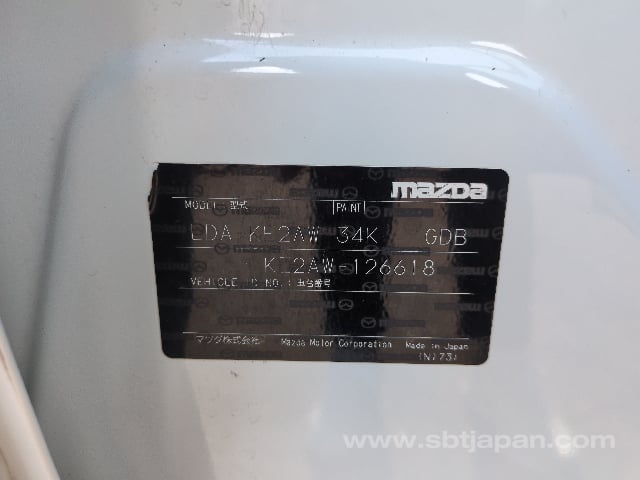 mazda
MODEL・型式 PAINT
LDA-KE2AW 34K GDB
KE2AW-126618
VEHICLE ID NO.・車台番号
マツダ株式会社 Mazda Motor Corporation Made in Japan
www.sbtjapan.com